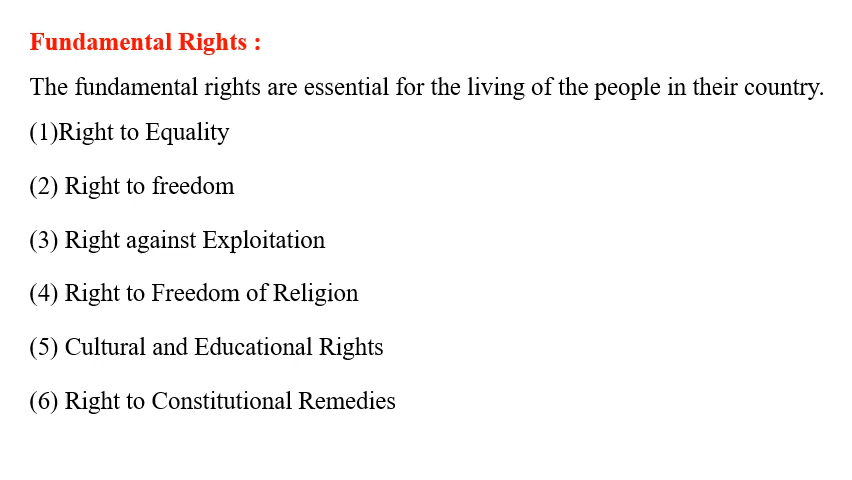 Fundamental Rights :
The fundamental rights are essential for the living of the people in their country.
(1)Right to Equality
(2) Right to freedom
(3) Right against Exploitation
(4) Right to Freedom of Religion
(5) Cultural and Educational Rights
(6) Right to Constitutional Remedies